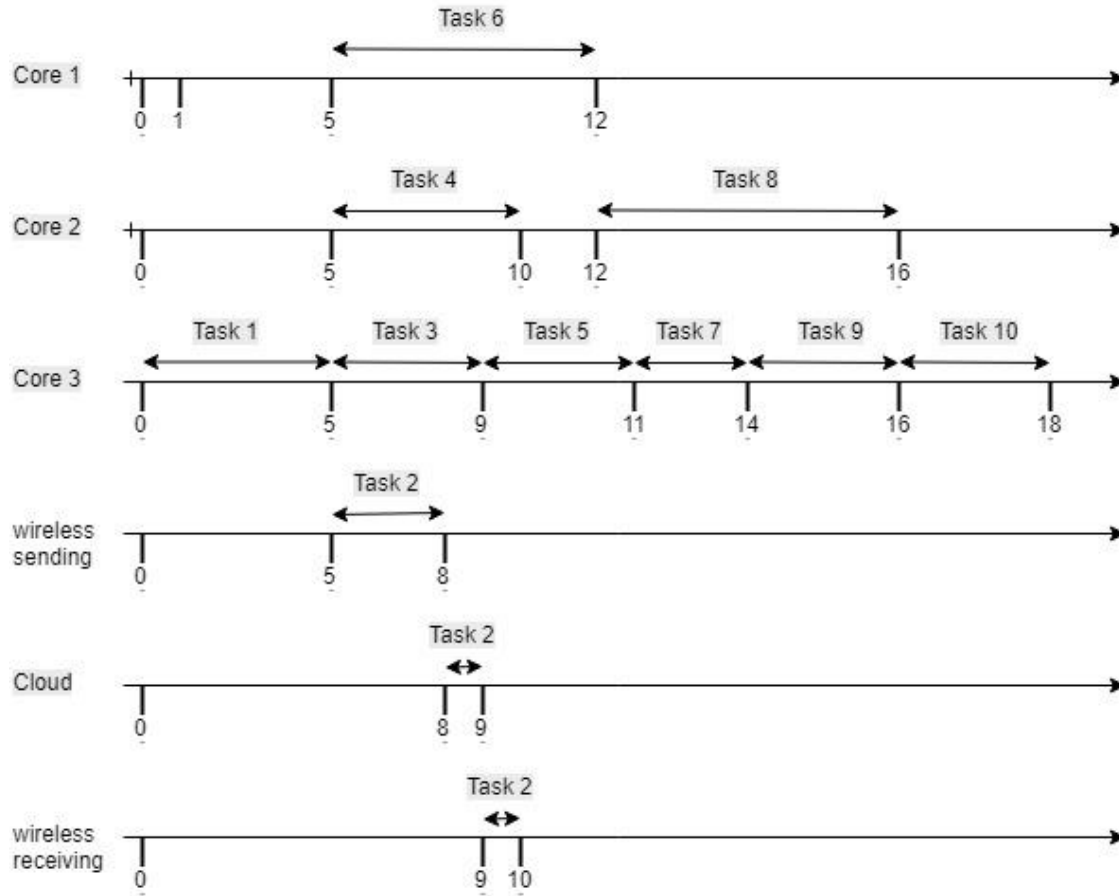 Task 6
Core 1
0 1 5 12
Task 4 Task 8
Core 2
0 5 10 12 16
Task 1 Task 3 Task 5 Task 7 Task 9 Task 10
Core 3
0 5 9 11 14 16 18
Task 2
wireless
sending
0 5 8
Task 2
Cloud
0 8 9
Task 2
wireless
receiving
0 9 10